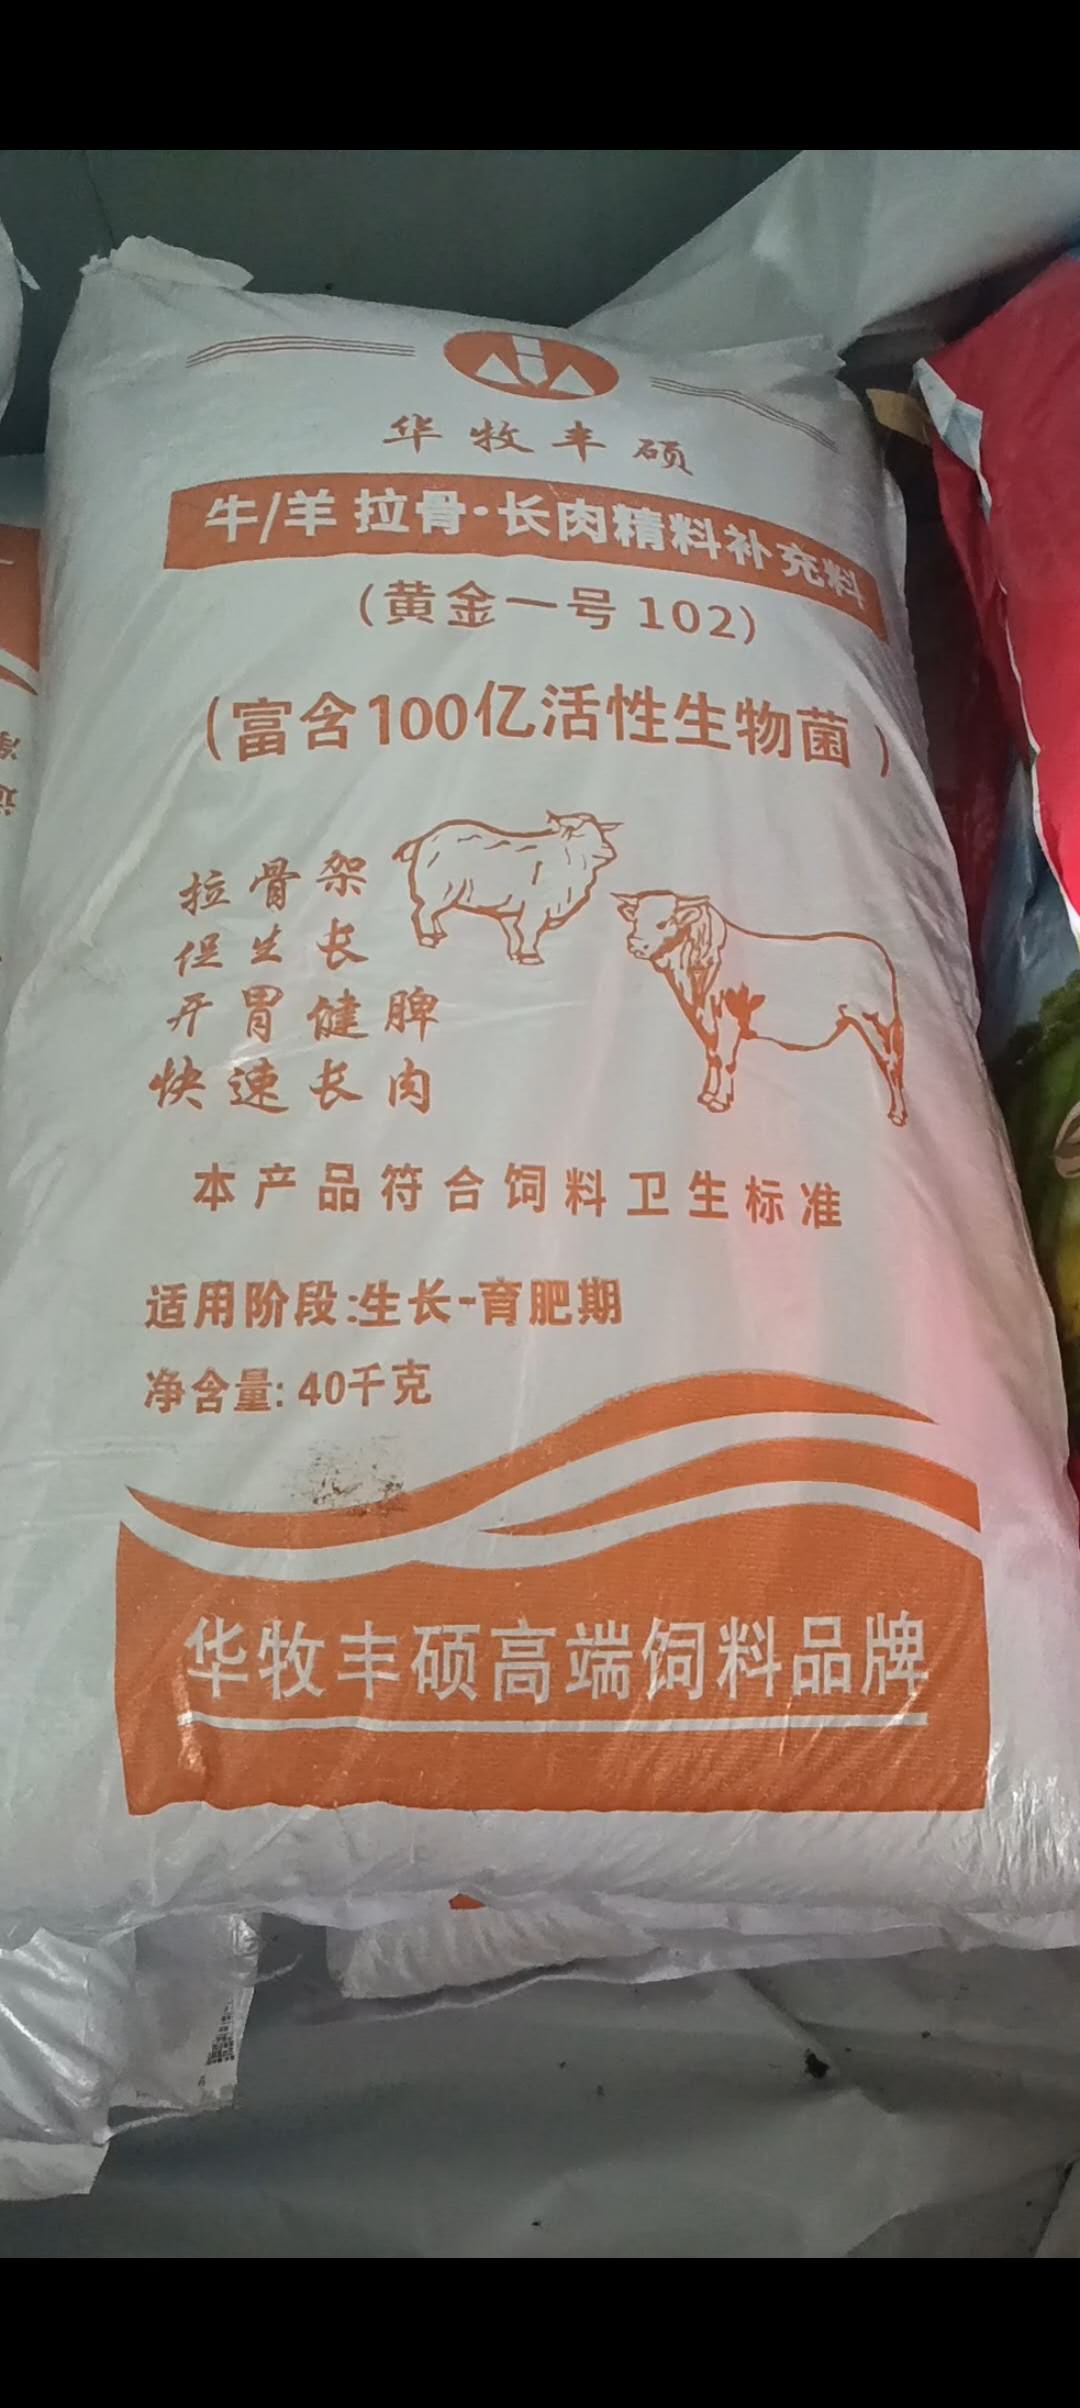 华牧丰硕
牛/羊 拉骨·长肉精料补充料
(黄金一号 102)
(富含100亿活性生物菌)
拉骨架
促生长
开胃健脾
快速长肉
本产品符合饲料卫生标准
适用阶段:生长-育肥期
净含量: 40千克
华牧丰硕高端饲料品牌